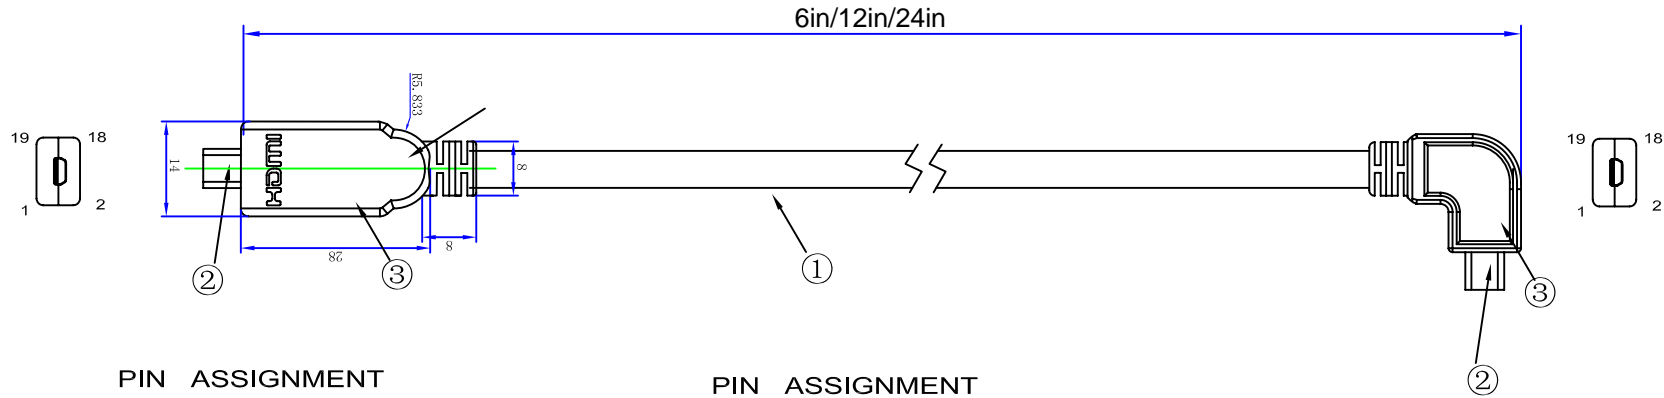 6in/12in/24in
R5.833
19 18
19 18
14
8
1 2
1 2
28
8
② ③ ① ③
②
PIN ASSIGNMENT
PIN ASSIGNMENT